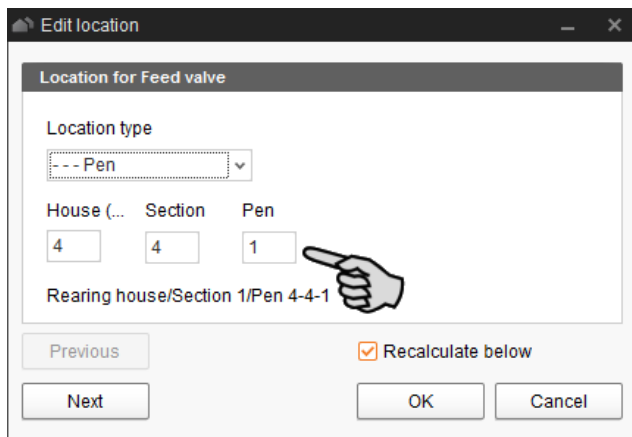 Edit location
Location for Feed valve
Location type
--- Pen
House (... Section Pen
4 4 1
Rearing house/Section 1/Pen 4-4-1
Previous Recalculate below
Next OK Cancel